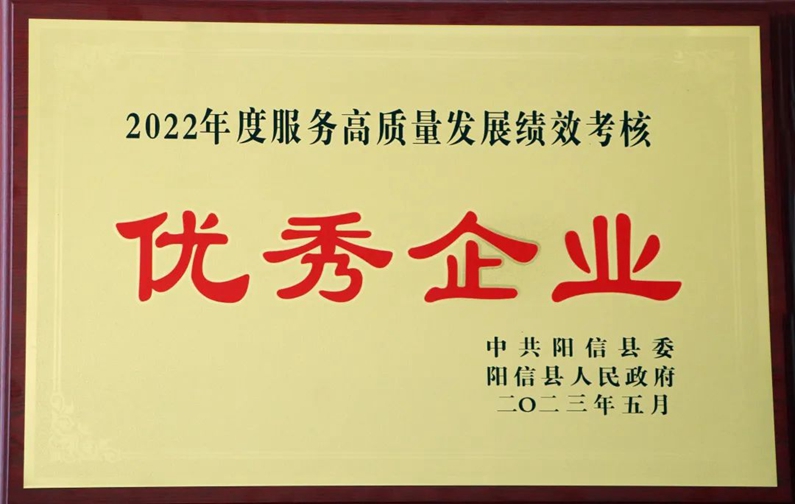 2022年度服务高质量发展绩效考核
优秀企业
中共阳信县委
阳信县人民政府
二〇二三年五月